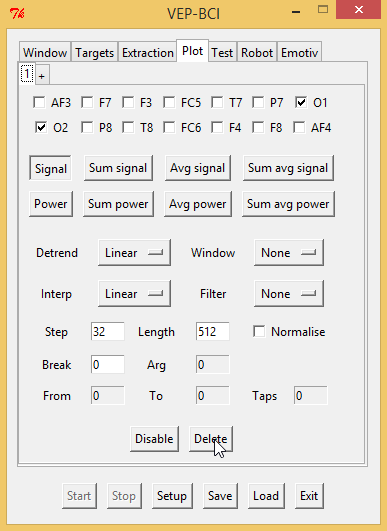 VEP-BCI
Window Targets Extraction Plot Test Robot Emotiv
1 +
AF3 F7 F3 FC5 T7 P7 O1
O2 P8 T8 FC6 F4 F8 AF4
Signal Sum signal Avg signal Sum avg signal
Power Sum power Avg power Sum avg power
Detrend Linear Window None
Interp Linear Filter None
Step 32 Length 512 Normalise
Break 0 Arg 0
From 0 To 0 Taps 0
Disable Delete
Start Stop Setup Save Load Exit